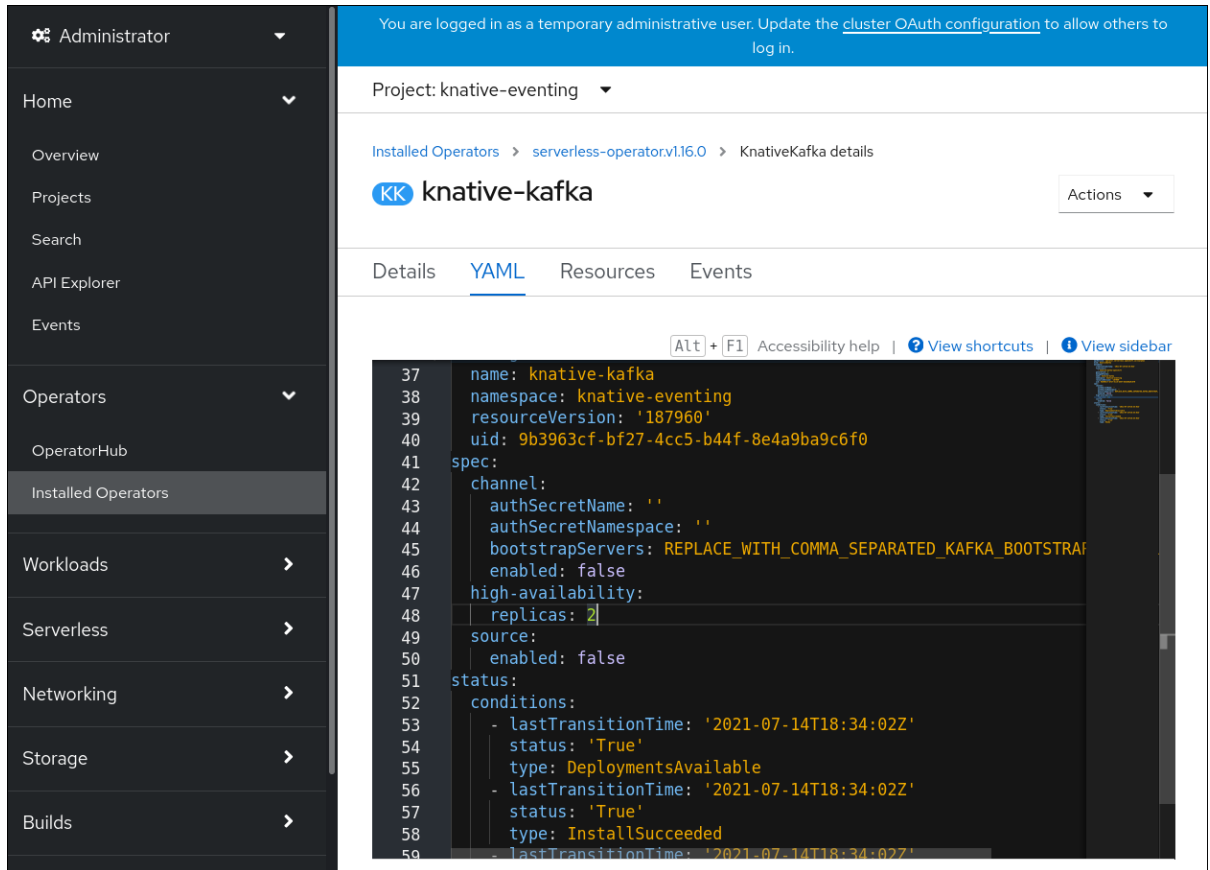 Administrator
Home
Overview
Projects
Search
API Explorer
Events
Operators
OperatorHub
Installed Operators
Workloads
Serverless
Networking
Storage
Builds
You are logged in as a temporary administrative user. Update the cluster OAuth configuration to allow others to
log in.
Project: knative-eventing
Installed Operators > serverless-operator.v1.16.0 > KnativeKafka details
KK knative-kafka
Actions
Details YAML Resources Events
Alt + F1 Accessibility help | View shortcuts | View sidebar
37 name: knative-kafka
38 namespace: knative-eventing
39 resourceVersion: '187960'
40 uid: 9b3963cf-bf27-4cc5-b44f-8e4a9ba9c6f0
41 spec:
42 channel:
43 authSecretName: ''
44 authSecretNamespace: ''
45 bootstrapServers: REPLACE_WITH_COMMA_SEPARATED_KAFKA_BOOTSTRAP
46 enabled: false
47 high-availability:
48 replicas: 2
49 source:
50 enabled: false
51 status:
52 conditions:
53 - lastTransitionTime: '2021-07-14T18:34:02Z'
54 status: 'True'
55 type: DeploymentsAvailable
56 - lastTransitionTime: '2021-07-14T18:34:02Z'
57 status: 'True'
58 type: InstallSucceeded
59 - lastTransitionTime: '2021-07-14T18:34:02Z'